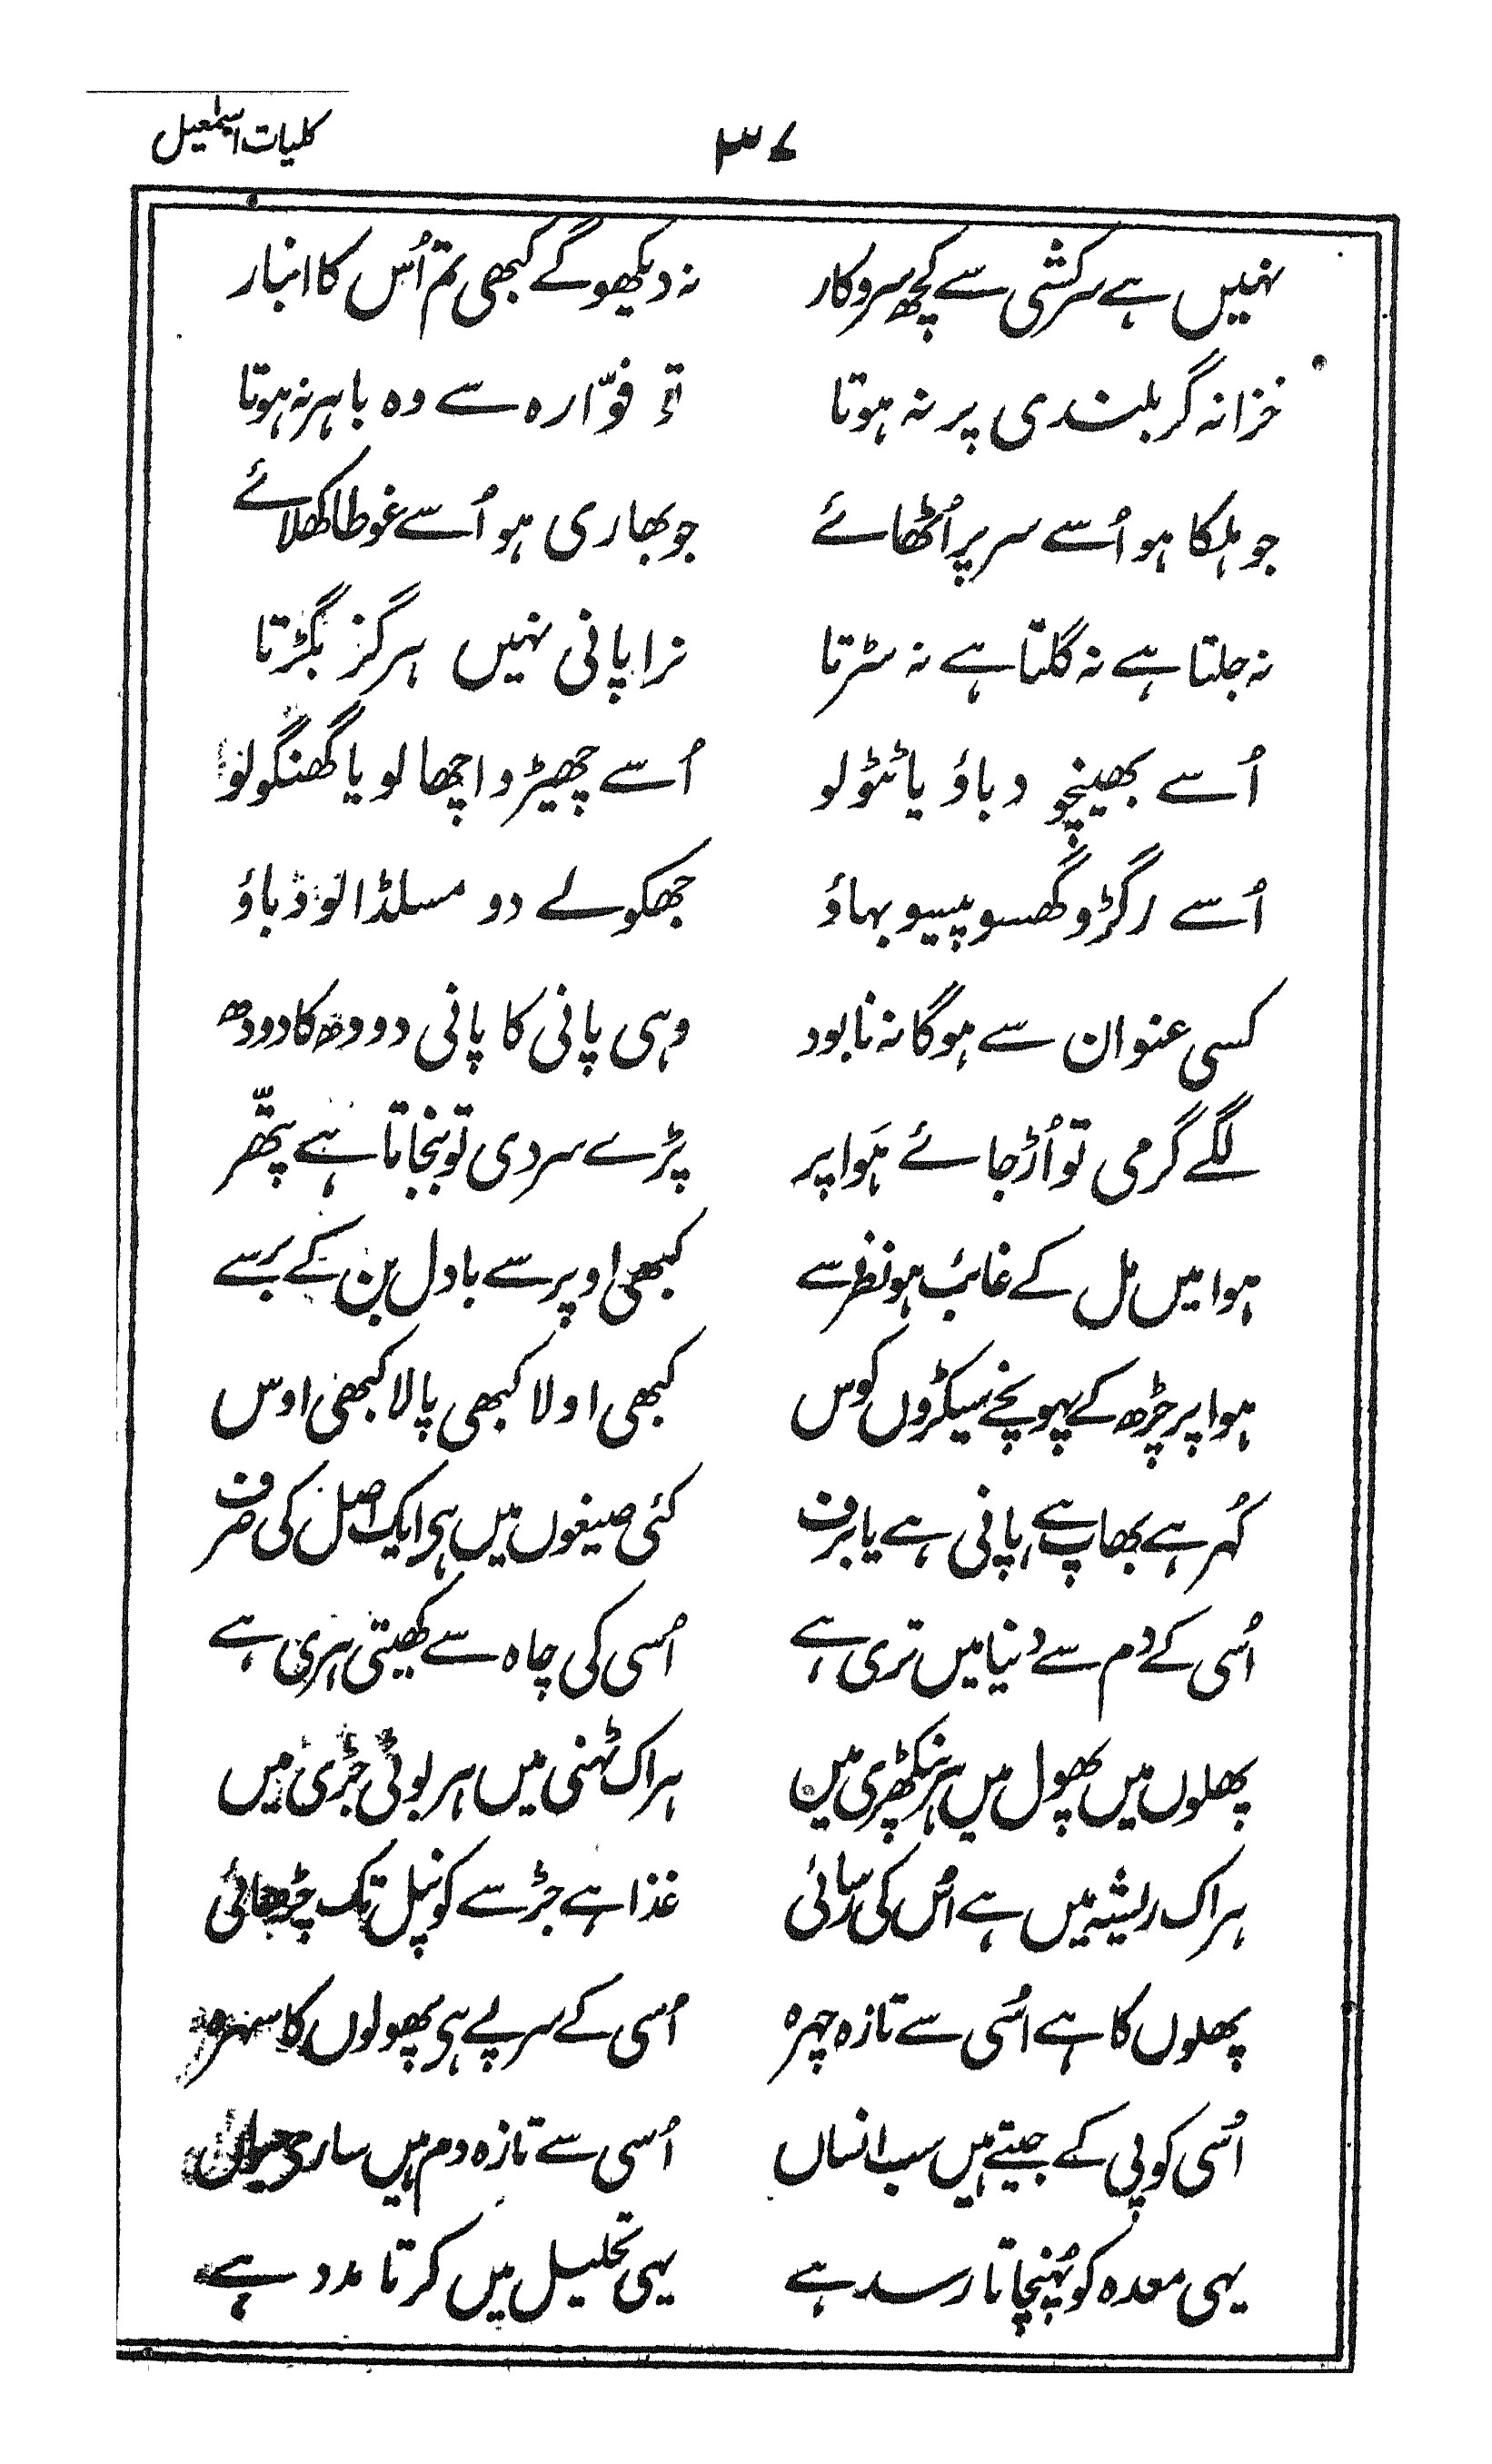 کلیات اسمٰعیل
۳۷
نہیں ہے سرکشی سے کچھ سروکار نہ دیکھو گے کبھی تم اُس کا انبار
خزانہ گر بلندی پر نہ ہوتا تو فوّارہ سے وہ باہر نہ ہوتا
جو ہلکا ہو اُسے سر پر اُٹھائے جو بھاری ہو اُسے غوطا کھلائے
نہ جلتا ہے نہ گلتا ہے نہ سڑتا نرا پانی نہیں ہرگز بگڑتا
اُسے بھینچو دباؤ یا ٹٹولو اُسے چھیڑو اچھالو یا گھنگولو
اُسے رگڑو گھسو پیسو بہاؤ جھکولے دو مسلڈالو دباؤ
کسی عنوان سے ہوگا نہ نابود وہی پانی کا پانی دودھ کا دودھ
لگے گرمی تو اُڑ جائے ہَوا پر پڑے سردی تو بنجاتا ہے پتّھر
ہوا میں مل کے غائب ہو نظر سے کبھی اوپر سے بادل بن کے برسے
ہوا پر چڑھ کے پہونچے سیکڑوں کوس کبھی اولا کبھی پالا کبھی اوس
کُہر ہے بھاپ ہے پانی ہے یا برف کئی صیغوں میں ہی ایک اصل کی صرف
اُسی کے دم سے دنیا میں تری ہے اُسی کی چاہ سے کھیتی ہری ہے
پھلوں میں پھول میں ہر پنکھڑی میں ہر اک ٹہنی میں ہر بوٹی جڑی میں
ہر اک ریشہ میں ہے اُس کی رسائی غذا ہے جڑ سے کونپل تک چڑھائی
پھلوں کا ہے اُسی سے تازہ چہرہ اُسی کے سر پے ہی پھولوں کا سہرہ
اُسی کو پی کے جیتے ہیں سب انساں اُسی سے تازہ دم ہیں ساری حیواں
یہی معدہ کو پُہنچاتا رسد ہے یہی تحلیل میں کرتا مدد ہے